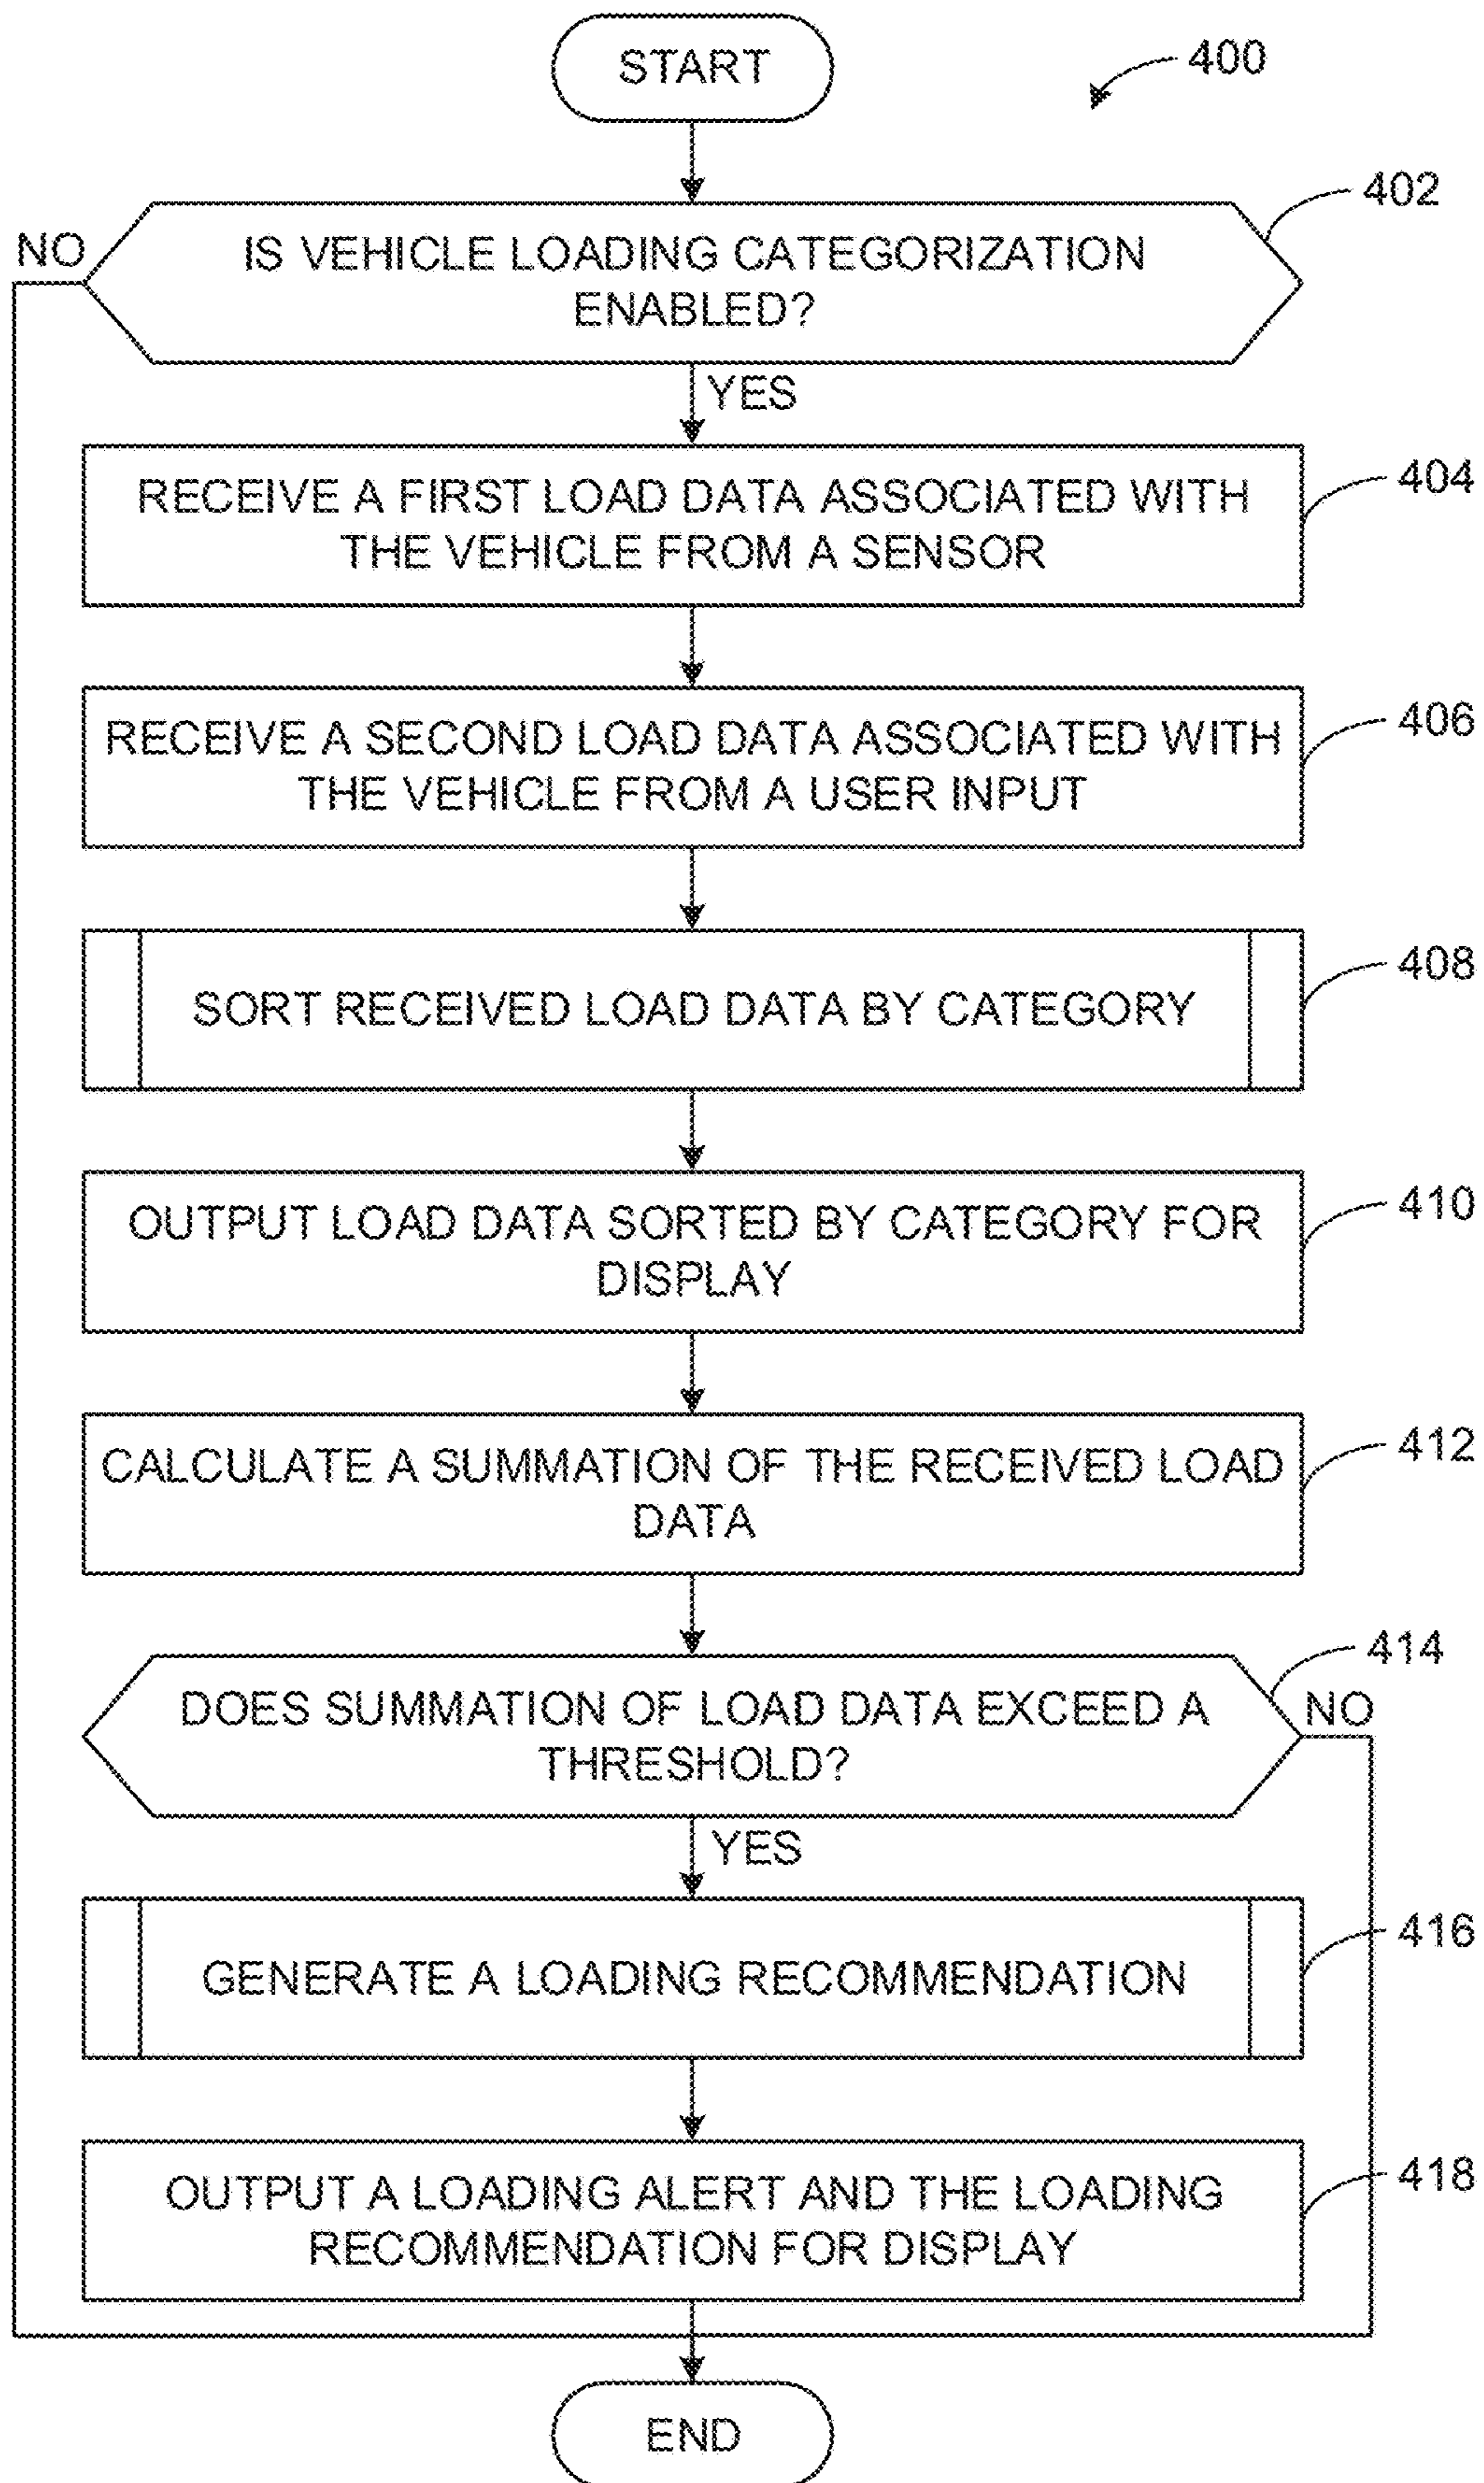 START
400
402
NO
IS VEHICLE LOADING CATEGORIZATION
ENABLED?
YES
404
RECEIVE A FIRST LOAD DATA ASSOCIATED WITH
THE VEHICLE FROM A SENSOR
406
RECEIVE A SECOND LOAD DATA ASSOCIATED WITH
THE VEHICLE FROM A USER INPUT
408
SORT RECEIVED LOAD DATA BY CATEGORY
410
OUTPUT LOAD DATA SORTED BY CATEGORY FOR
DISPLAY
412
CALCULATE A SUMMATION OF THE RECEIVED LOAD
DATA
414
DOES SUMMATION OF LOAD DATA EXCEED A
THRESHOLD?
NO
YES
416
GENERATE A LOADING RECOMMENDATION
418
OUTPUT A LOADING ALERT AND THE LOADING
RECOMMENDATION FOR DISPLAY
END